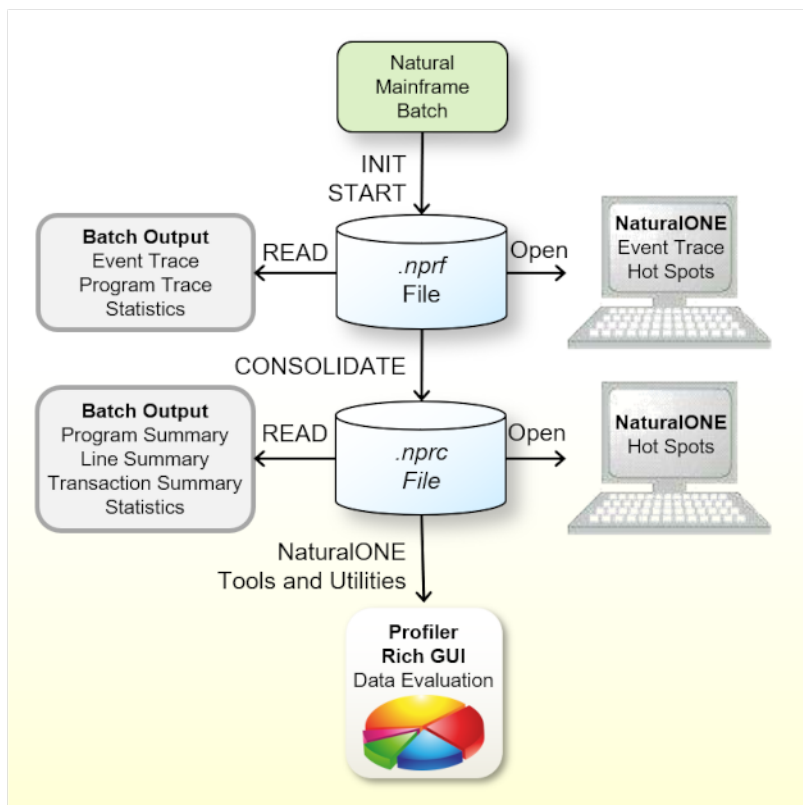 Natural
Mainframe
Batch
INIT
START
Batch Output
Event Trace
Program Trace
Statistics
READ
.nprf
File
Open
NaturalONE
Event Trace
Hot Spots
CONSOLIDATE
Batch Output
Program Summary
Line Summary
Transaction Summary
Statistics
READ
.nprc
File
Open
NaturalONE
Hot Spots
NaturalONE
Tools and Utilities
Profiler
Rich GUI
Data Evaluation